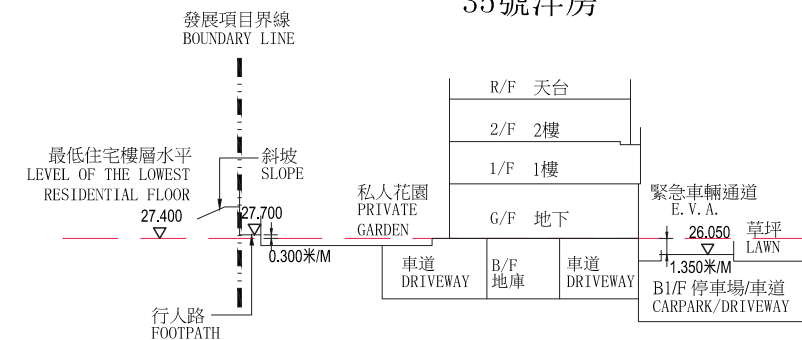 35號洋房
發展項目界線
BOUNDARY LINE
R/F 天台
2/F 2樓
1/F 1樓
G/F 地下
最低住宅樓層水平
LEVEL OF THE LOWEST
RESIDENTIAL FLOOR
27.400
斜坡
SLOPE
27.700
0.300米/M
私人花園
PRIVATE
GARDEN
緊急車輛通道
E.V.A.
26.050
草坪
LAWN
1.350米/M
車道
DRIVEWAY
B/F
地庫
車道
DRIVEWAY
B1/F 停車場/車道
CARPARK/DRIVEWAY
行人路
FOOTPATH